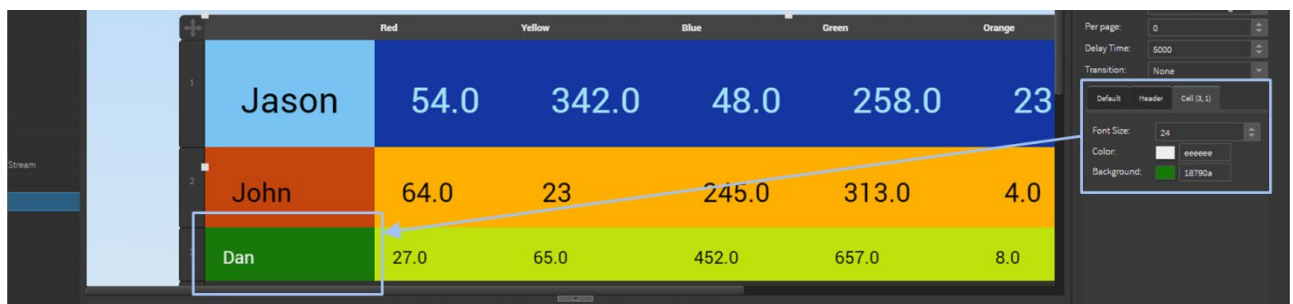 Red Yellow Blue Green Orange
1 Jason 54.0 342.0 48.0 258.0 23
2 John 64.0 23 245.0 313.0 4.0
Dan 27.0 65.0 452.0 657.0 8.0
Stream
Per page: 0
Delay Time: 5000
Transition: None
Default Header Cell (3, 1)
Font Size: 24
Color: eeeeee
Background: 18790a